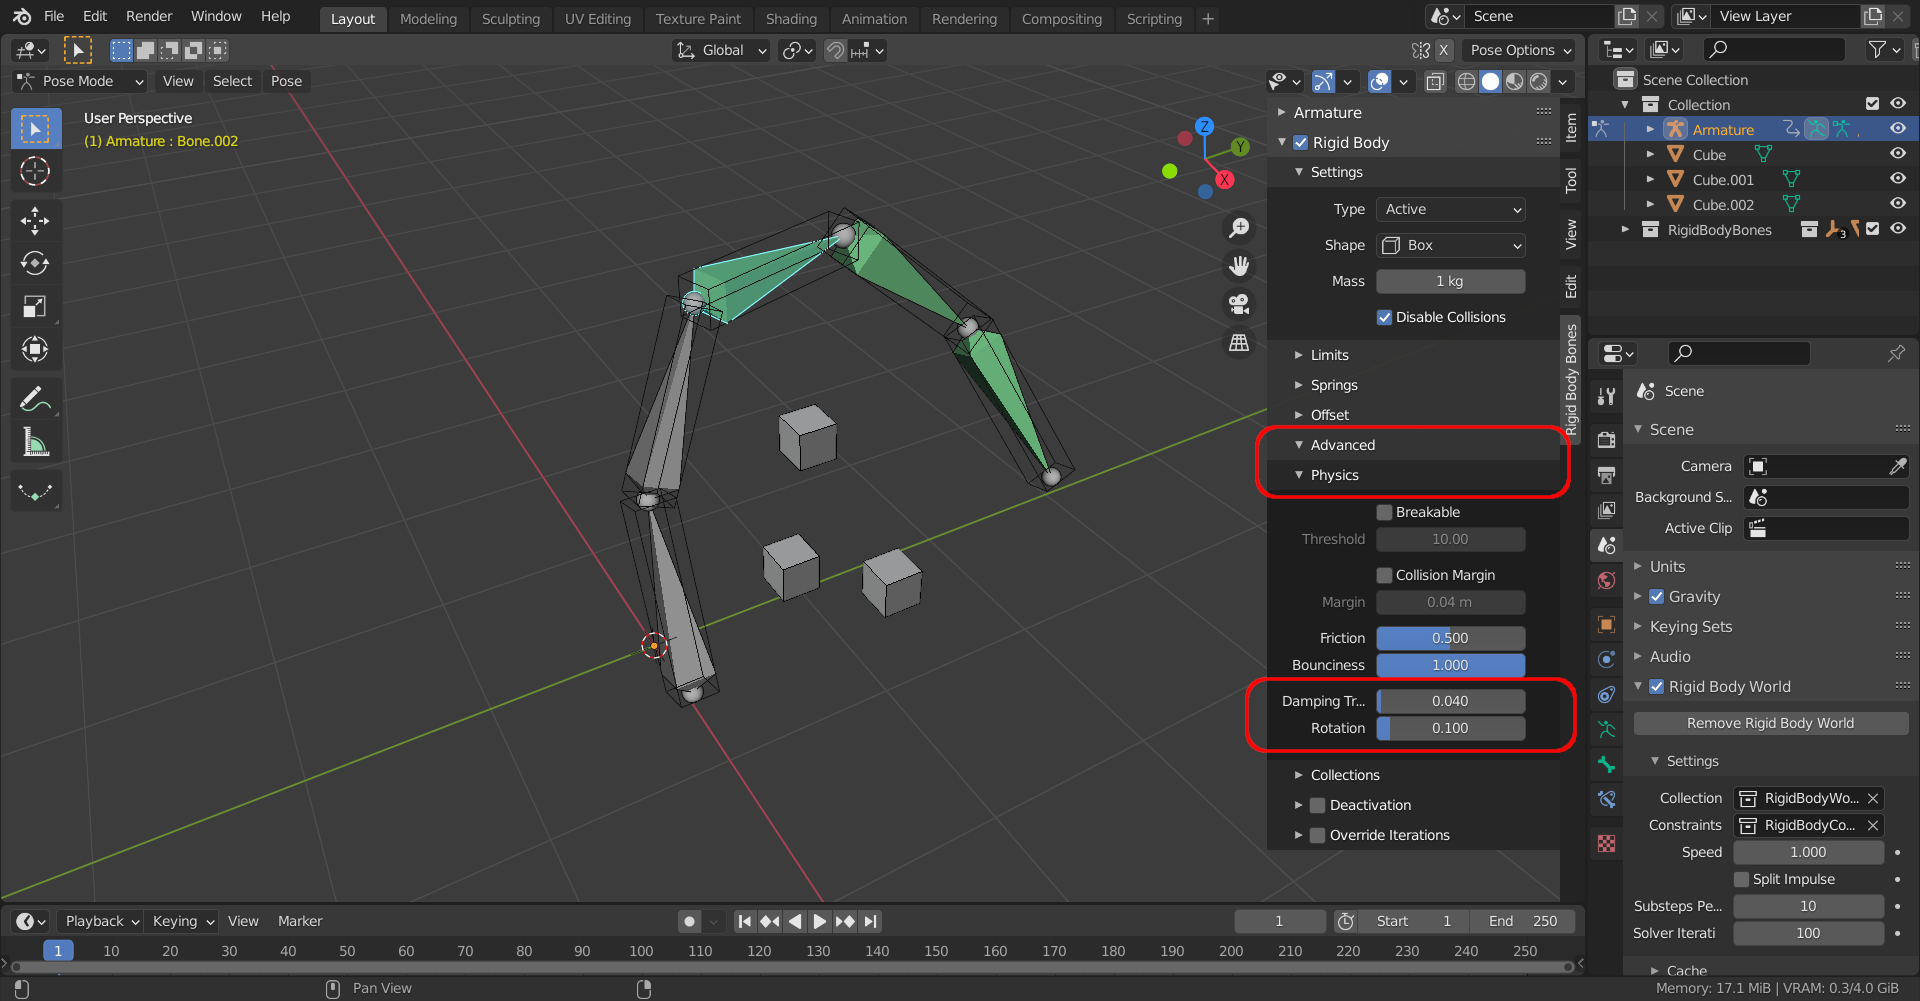 File Edit Render Window Help Layout Modeling Sculpting UV Editing Texture Paint Shading Animation Rendering Compositing Scripting + Scene View Layer
Global X Pose Options
Pose Mode View Select Pose
User Perspective
(1) Armature : Bone.002
Z
Y
X
Armature
Rigid Body
Settings
Type Active
Shape Box
Mass 1 kg
Disable Collisions
Limits
Springs
Offset
Advanced
Physics
Breakable
Threshold 10.00
Collision Margin
Margin 0.04 m
Friction 0.500
Bounciness 1.000
Damping Tr... 0.040
Rotation 0.100
Collections
Deactivation
Override Iterations
Item
Tool
View
Edit
Rigid Body Bones
Scene Collection
Collection
Armature
Cube
Cube.001
Cube.002
RigidBodyBones 3
Scene
Scene
Camera
Background S...
Active Clip
Units
Gravity
Keying Sets
Audio
Rigid Body World
Remove Rigid Body World
Settings
Collection RigidBodyWo...
Constraints RigidBodyCo...
Speed 1.000
Split Impulse
Substeps Pe... 10
Solver Iterati 100
Cache
Playback Keying View Marker 1 Start 1 End 250
1 10 20 30 40 50 60 70 80 90 100 110 120 130 140 150 160 170 180 190 200 210 220 230 240 250
Pan View Memory: 17.1 MiB | VRAM: 0.3/4.0 GiB